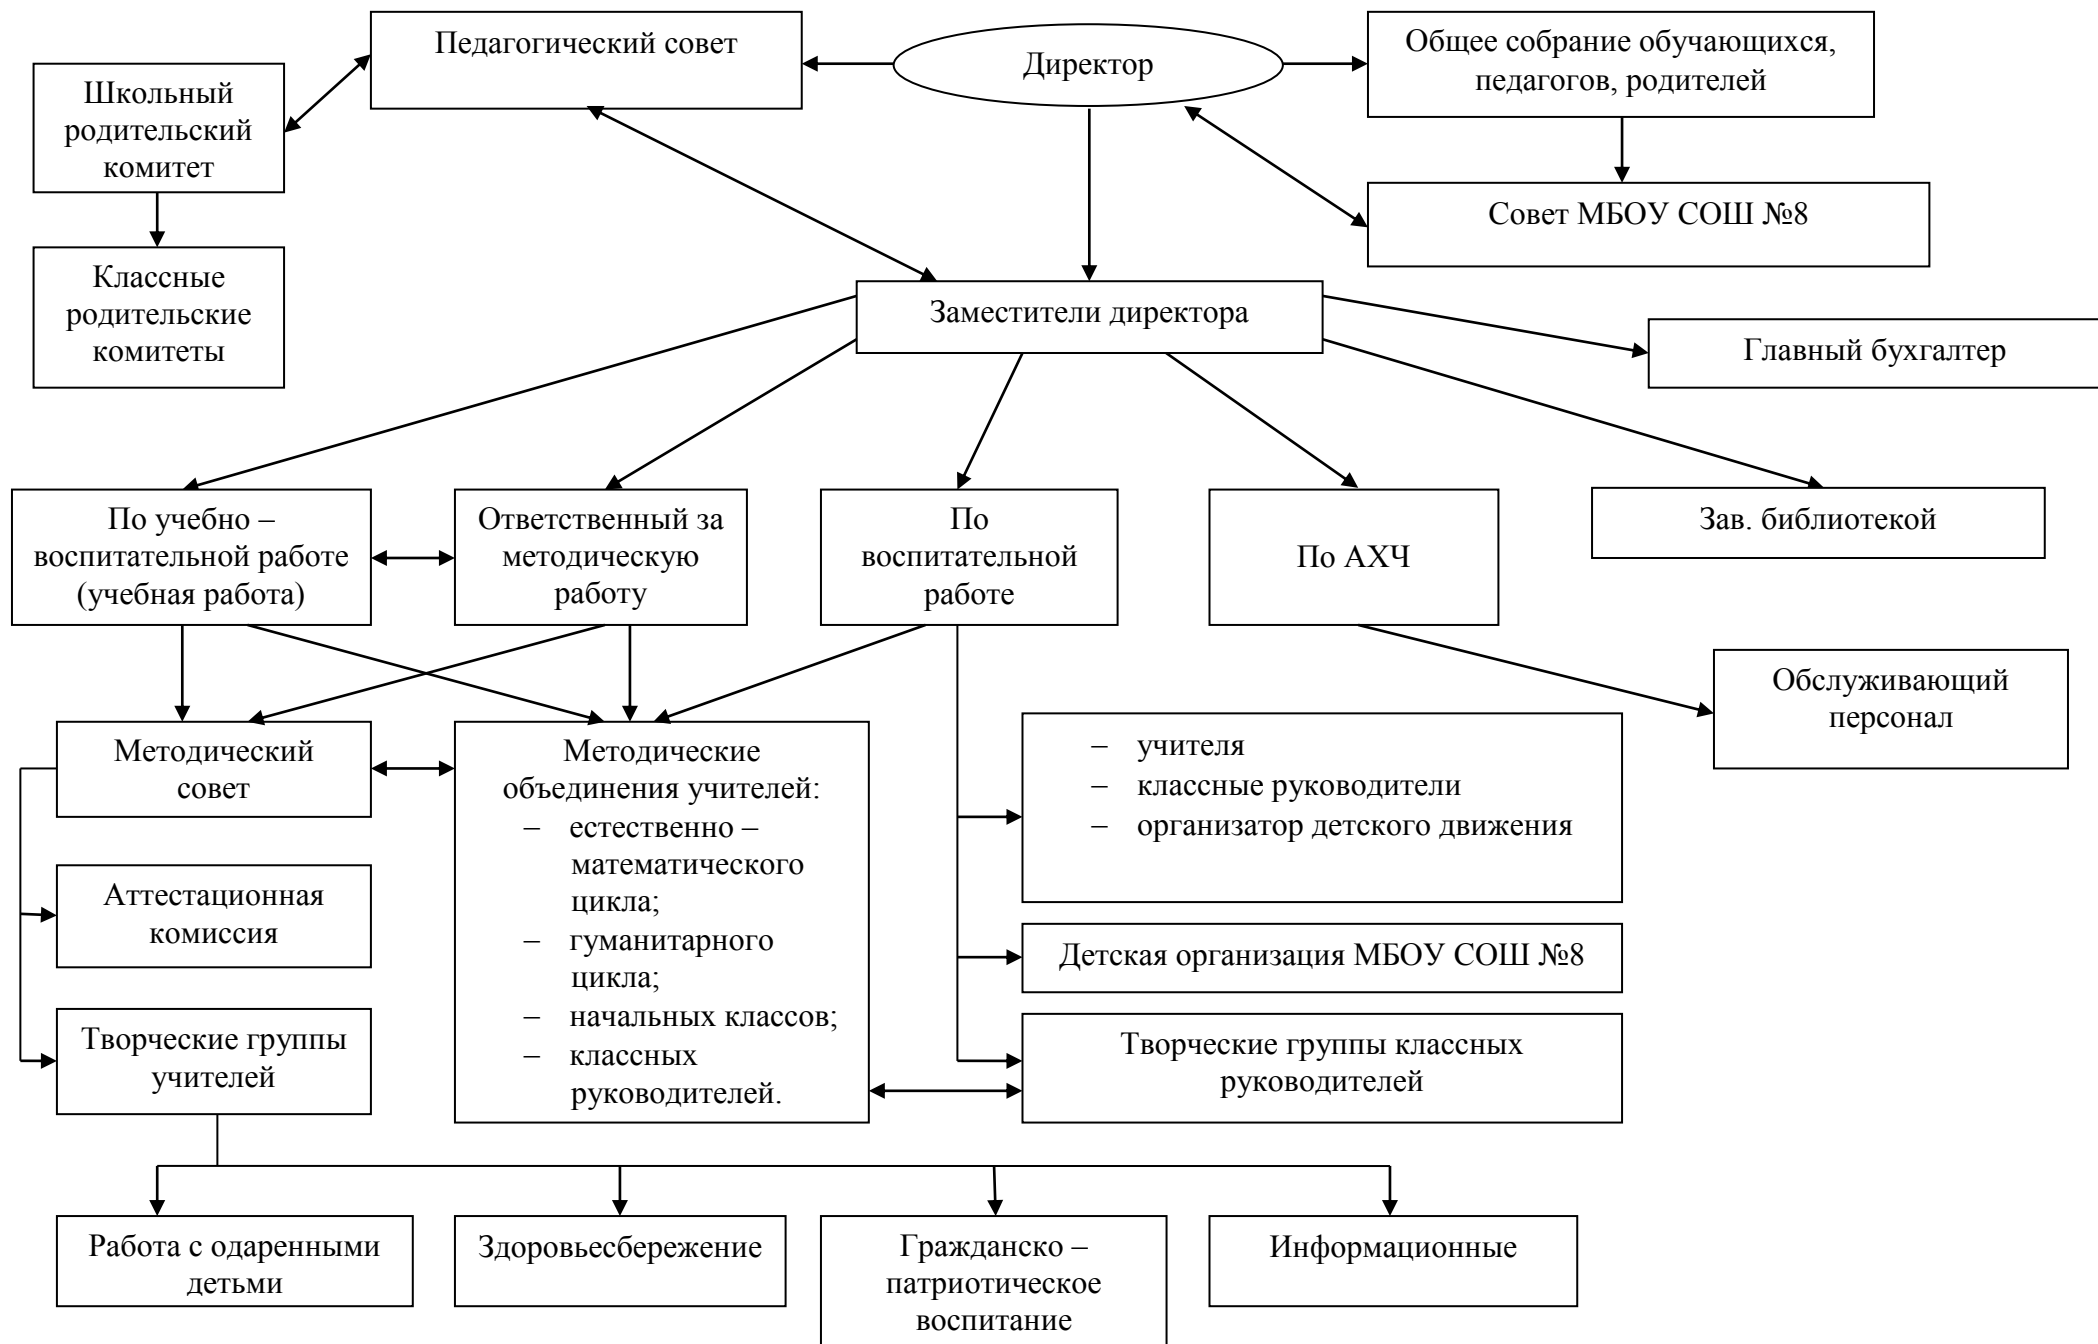 Педагогический совет
Директор
Общее собрание обучающихся,
педагогов, родителей
Школьный
родительский
комитет
Совет МБОУ СОШ №8
Классные
родительские
комитеты
Заместители директора
Главный бухгалтер
По учебно –
воспитательной работе
(учебная работа)
Ответственный за
методическую
работу
По
воспитательной
работе
По АХЧ
Зав. библиотекой
Обслуживающий
персонал
Методический
совет
Методические
объединения учителей:
– естественно –
математического
цикла;
– гуманитарного
цикла;
– начальных классов;
– классных
руководителей.
– учителя
– классные руководители
– организатор детского движения
Аттестационная
комиссия
Детская организация МБОУ СОШ №8
Творческие группы
учителей
Творческие группы классных
руководителей
Работа с одаренными
детьми
Здоровьесбережение
Гражданско –
патриотическое
воспитание
Информационные